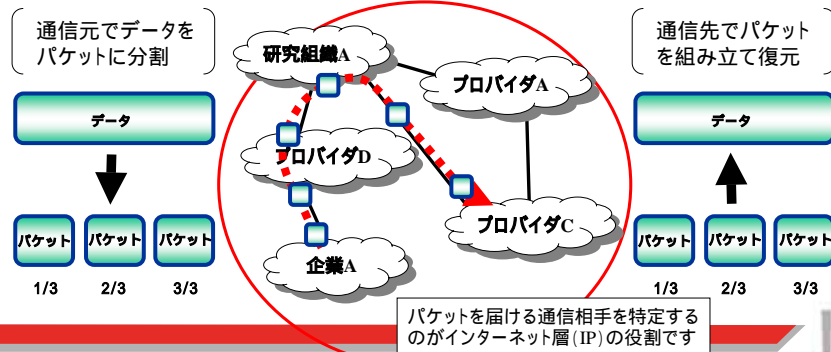 通信元でデータを
パケットに分割
データ
パケット
パケット
パケット
1/3
2/3
3/3
研究組織A
プロバイダA
プロバイダD
プロバイダC
企業A
パケットを届ける通信相手を特定する
のがインターネット層(IP)の役割です
通信先でパケット
を組み立て復元
データ
パケット
パケット
パケット
1/3
2/3
3/3